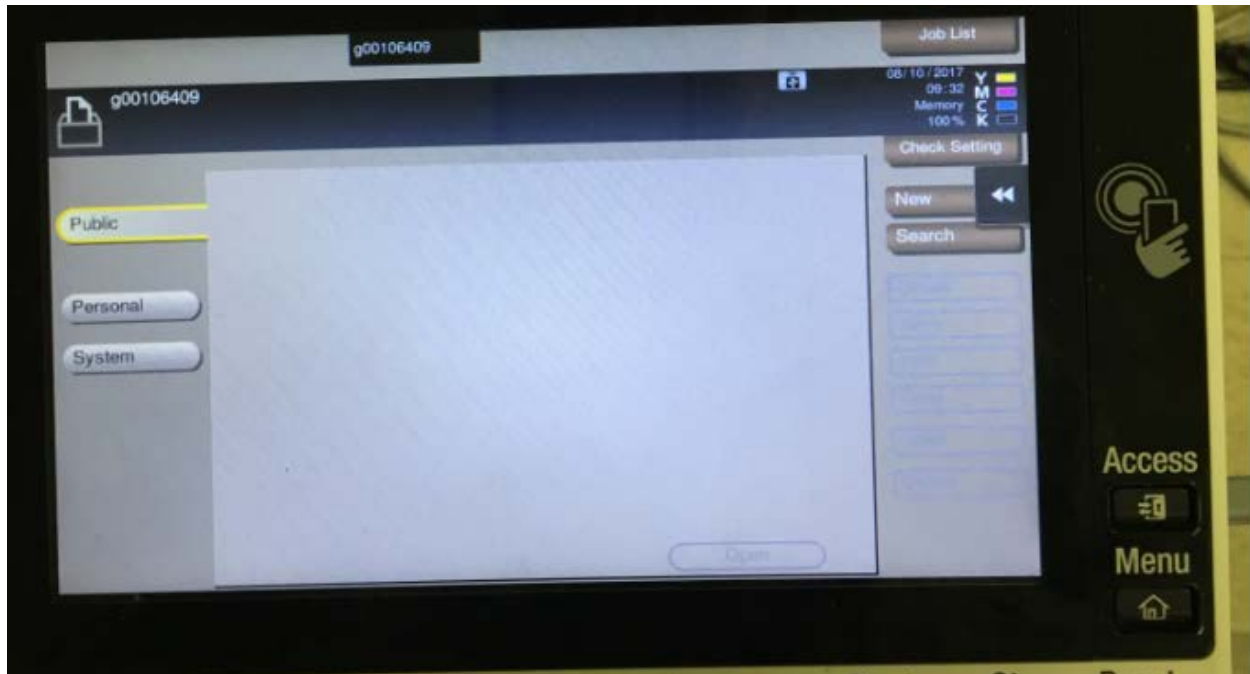 g00106409
Job List
g00106409
08/10/2017
09:32
Memory
100%
Y
M
C
K
Check Setting
Public
New
Search
Personal
System
Open
Access
Menu